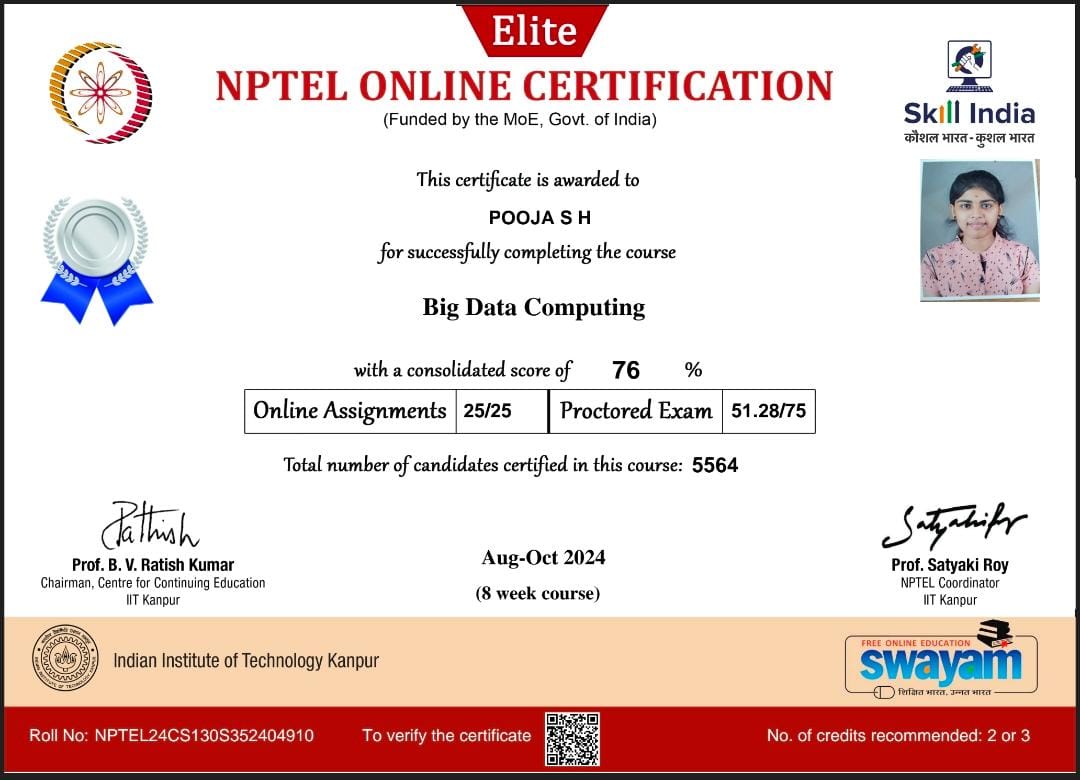 Elite
NPTEL ONLINE CERTIFICATION
(Funded by the MoE, Govt. of India)
Skill India
कौशल भारत - कुशल भारत
This certificate is awarded to
POOJA S H
for successfully completing the course
Big Data Computing
with a consolidated score of 76 %
Online Assignments 25/25 Proctored Exam 51.28/75
Total number of candidates certified in this course: 5564
Prof. B. V. Ratish Kumar
Chairman, Centre for Continuing Education
IIT Kanpur
Aug-Oct 2024
(8 week course)
Prof. Satyaki Roy
NPTEL Coordinator
IIT Kanpur
Indian Institute of Technology Kanpur
FREE ONLINE EDUCATION
swayam
शिक्षित भारत, उन्नत भारत
Roll No: NPTEL24CS130S352404910
To verify the certificate
No. of credits recommended: 2 or 3